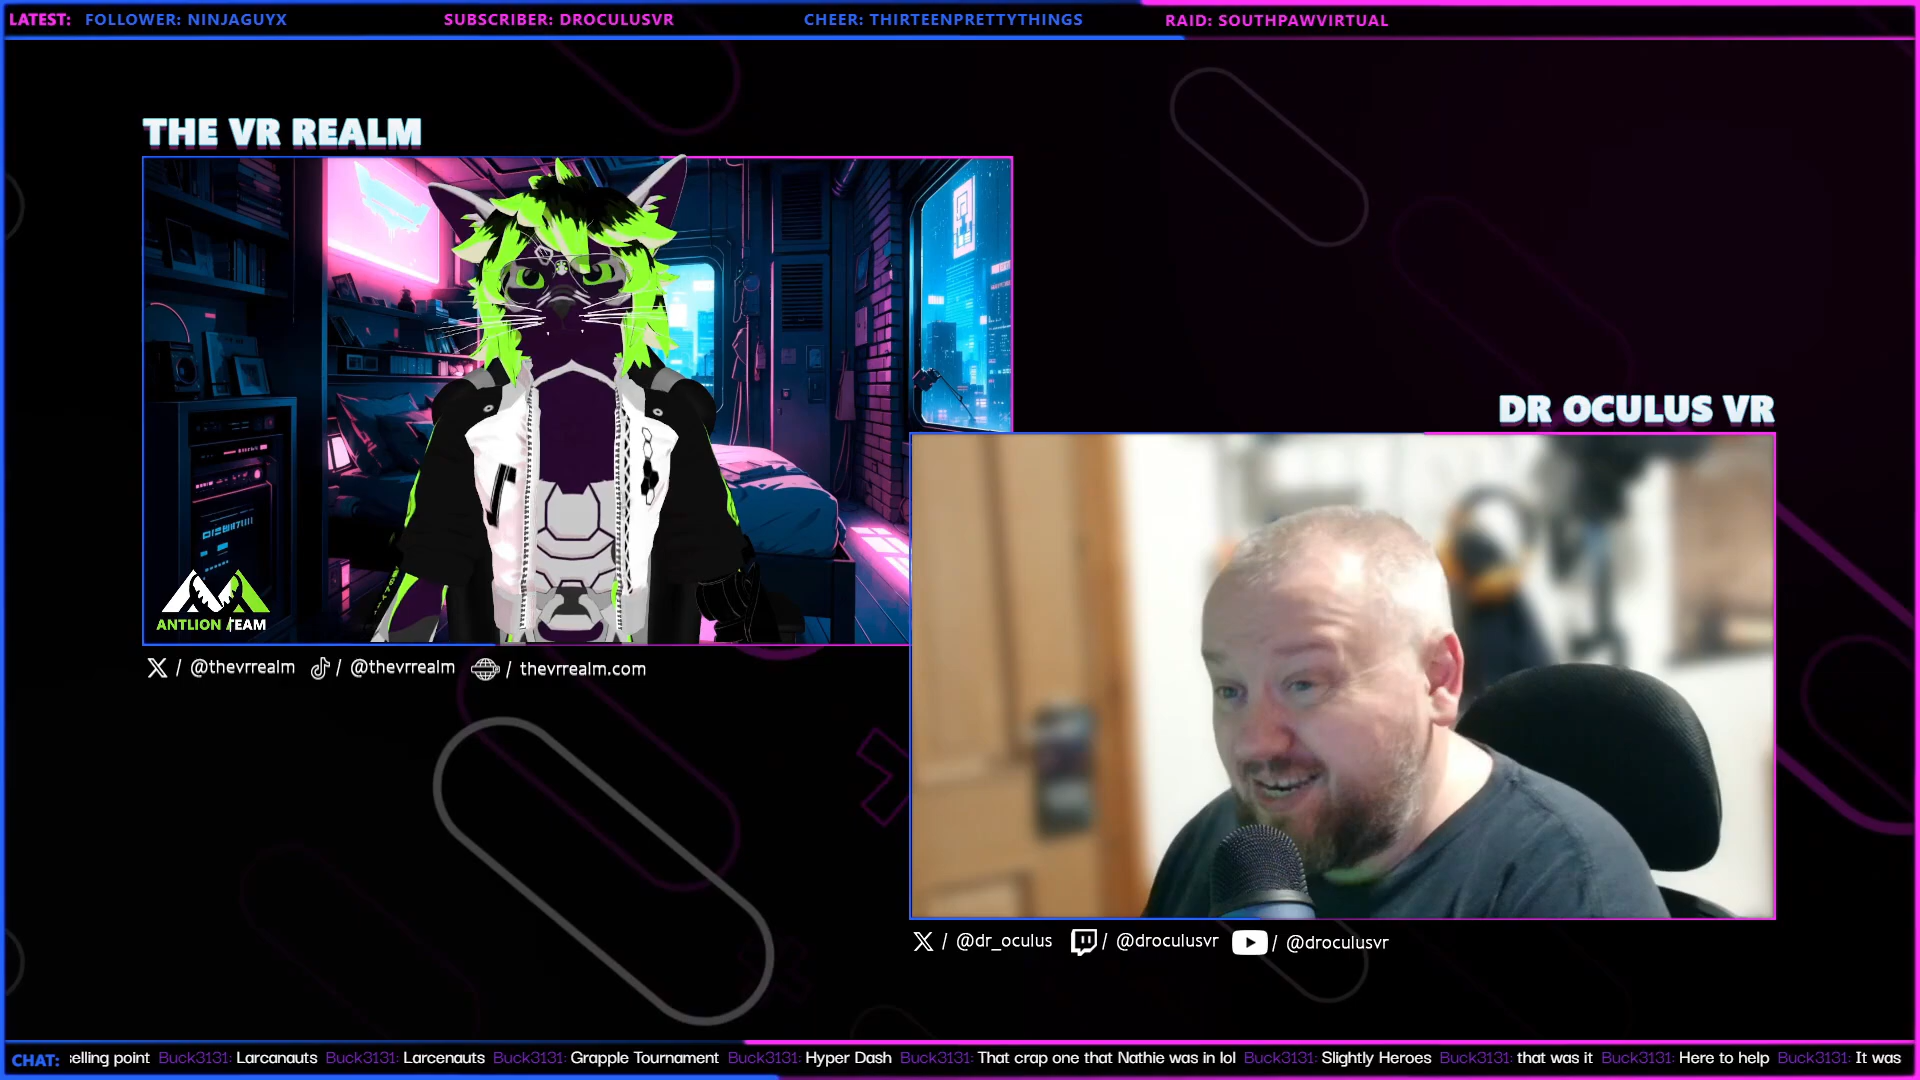 LATEST: FOLLOWER: NINJAGUYX SUBSCRIBER: DROCULUSVR CHEER: THIRTEENPRETTYTHINGS RAID: SOUTHPAWVIRTUAL
THE VR REALM
ANTLION TEAM
X / @thevrrealm / @thevrrealm / thevrrealm.com
DR OCULUS VR
X / @dr_oculus / @droculusvr / @droculusvr
CHAT: elling point Buck3131: Larcanauts Buck3131: Larcenauts Buck3131: Grapple Tournament Buck3131: Hyper Dash Buck3131: That crap one that Nathie was in lol Buck3131: Slightly Heroes Buck3131: that was it Buck3131: Here to help Buck3131: It was